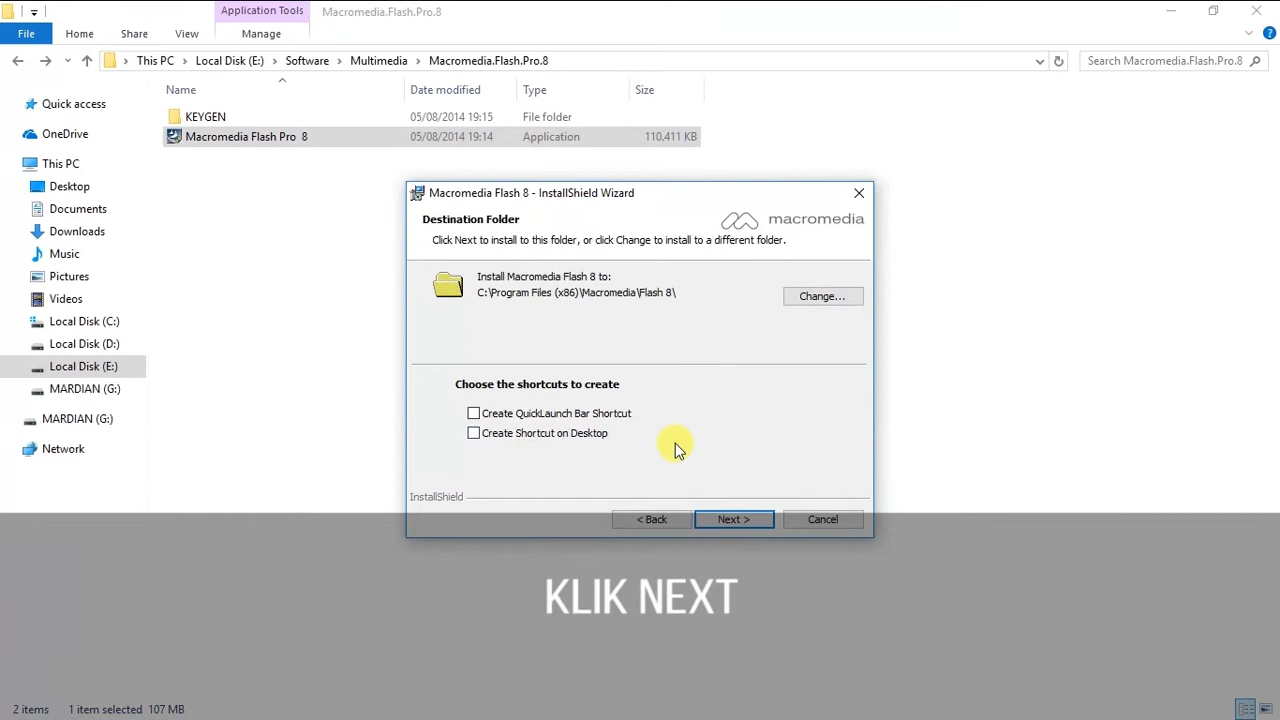 Application Tools
Macromedia.Flash.Pro.8
File
Home
Share
View
Manage
This PC
Local Disk (E:)
Software
Multimedia
Macromedia.Flash.Pro.8
Search Macromedia.Flash.Pro.8
Name
Date modified
Type
Size
Quick access
KEYGEN
05/08/2014 19:15
File folder
OneDrive
Macromedia Flash Pro 8
05/08/2014 19:14
Application
110.411 KB
This PC
Desktop
Documents
Downloads
Music
Pictures
Videos
Local Disk (C:)
Local Disk (D:)
Local Disk (E:)
MARDIAN (G:)
MARDIAN (G:)
Network
Macromedia Flash 8 - InstallShield Wizard
Destination Folder
macromedia
Click Next to install to this folder, or click Change to install to a different folder.
Install Macromedia Flash 8 to:
C:\Program Files (x86)\Macromedia\Flash 8\
Change...
Choose the shortcuts to create
Create QuickLaunch Bar Shortcut
Create Shortcut on Desktop
InstallShield
< Back
Next >
Cancel
KLIK NEXT
2 items
1 item selected 107 MB